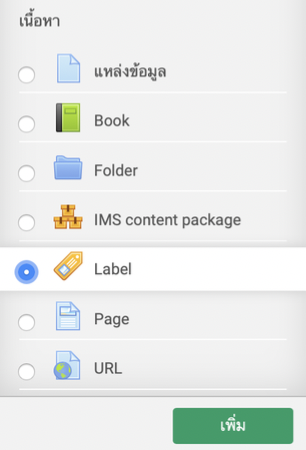 เนื้อหา
แหล่งข้อมูล
Book
Folder
IMS content package
Label
Page
URL
เพิ่ม